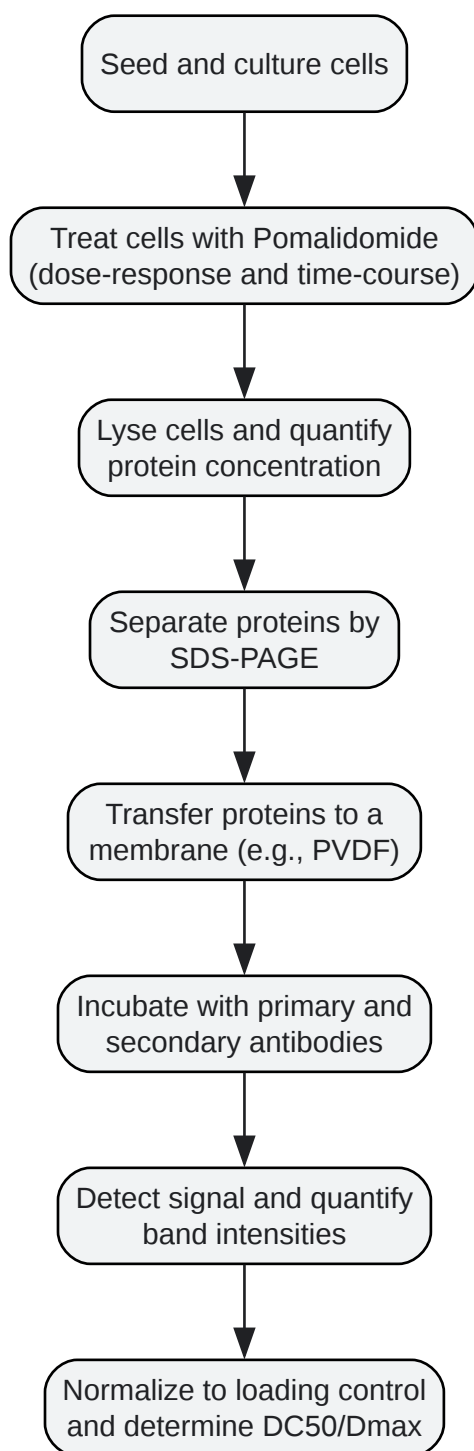 Seed and culture cells
Treat cells with Pomalidomide
(dose-response and time-course)
Lyse cells and quantify
protein concentration
Separate proteins by
SDS-PAGE
Transfer proteins to a
membrane (e.g., PVDF)
Incubate with primary and
secondary antibodies
Detect signal and quantify
band intensities
Normalize to loading control
and determine DC50/Dmax